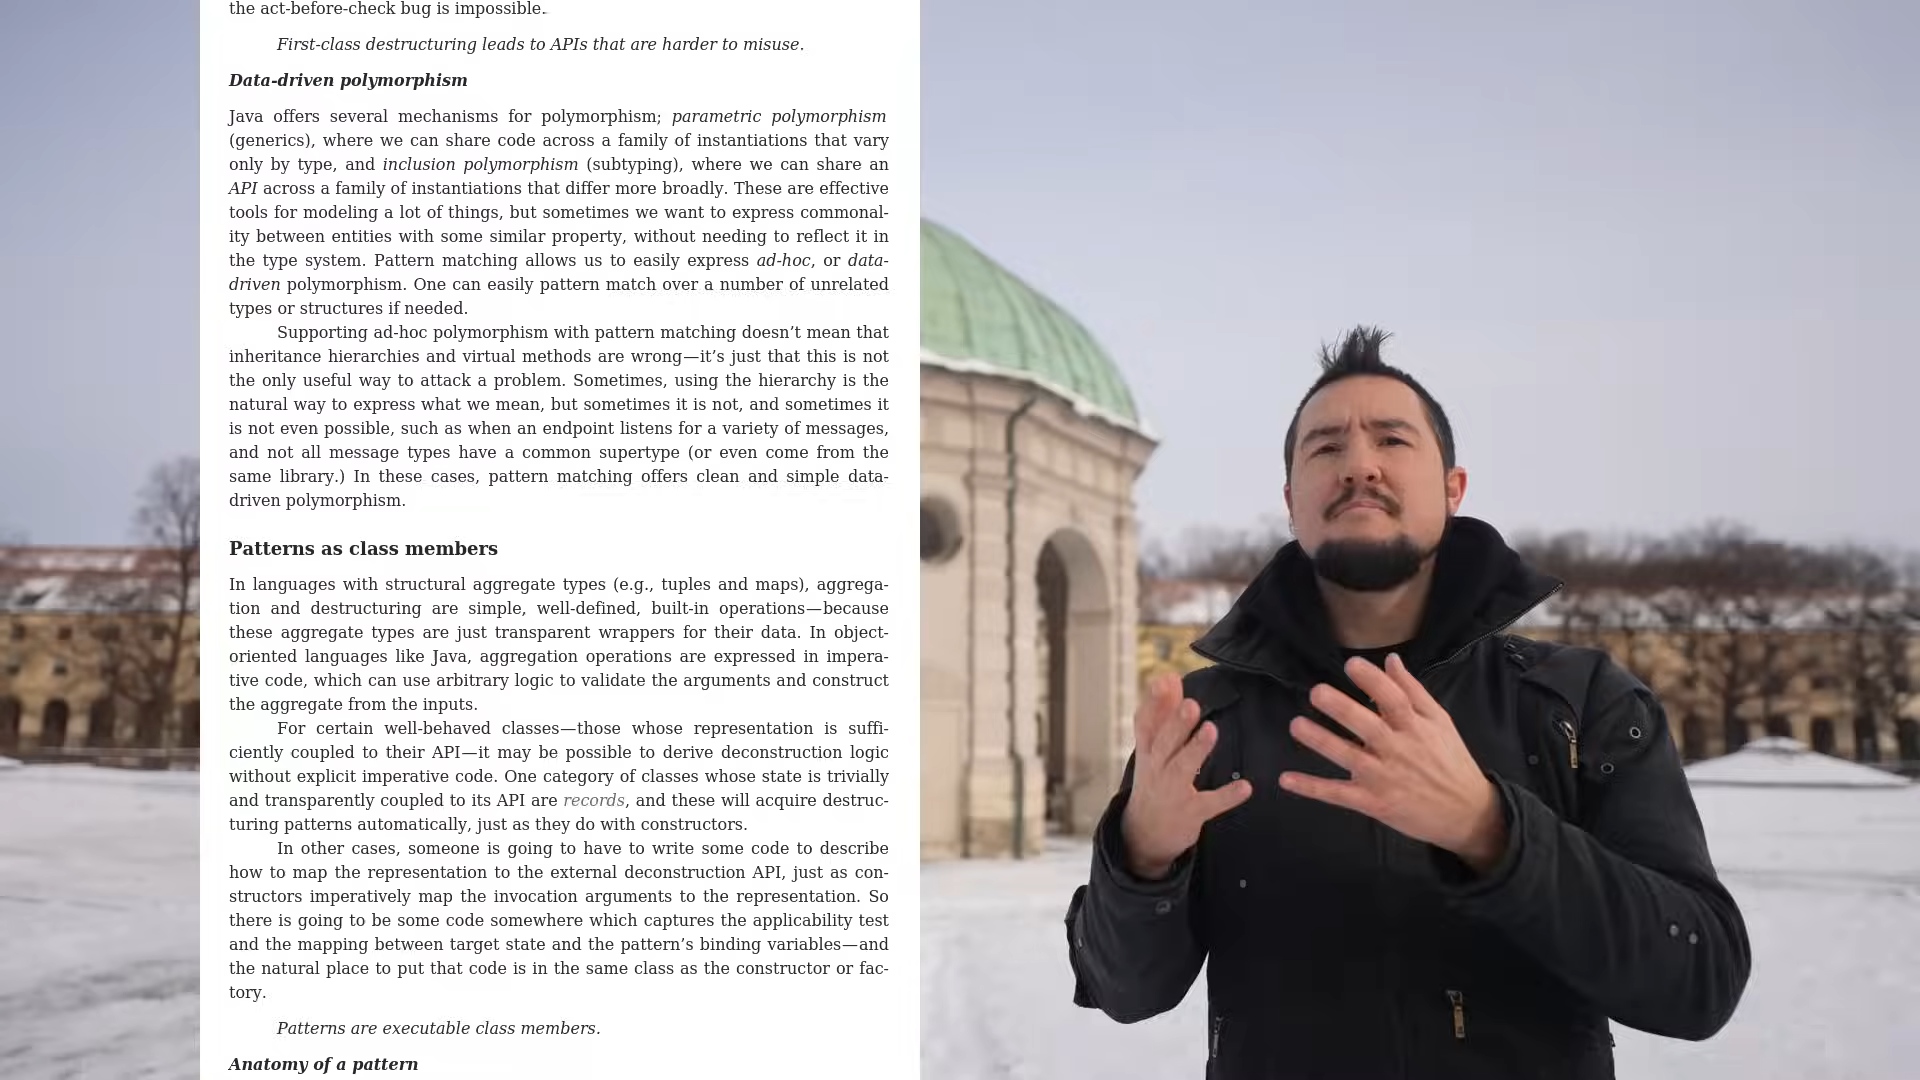 the act-before-check bug is impossible.
First-class destructuring leads to APIs that are harder to misuse.
Data-driven polymorphism
Java offers several mechanisms for polymorphism; parametric polymorphism
(generics), where we can share code across a family of instantiations that vary
only by type, and inclusion polymorphism (subtyping), where we can share an
API across a family of instantiations that differ more broadly. These are effective
tools for modeling a lot of things, but sometimes we want to express commonal-
ity between entities with some similar property, without needing to reflect it in
the type system. Pattern matching allows us to easily express ad-hoc, or data-
driven polymorphism. One can easily pattern match over a number of unrelated
types or structures if needed.
Supporting ad-hoc polymorphism with pattern matching doesn’t mean that
inheritance hierarchies and virtual methods are wrong—it’s just that this is not
the only useful way to attack a problem. Sometimes, using the hierarchy is the
natural way to express what we mean, but sometimes it is not, and sometimes it
is not even possible, such as when an endpoint listens for a variety of messages,
and not all message types have a common supertype (or even come from the
same library.) In these cases, pattern matching offers clean and simple data-
driven polymorphism.
Patterns as class members
In languages with structural aggregate types (e.g., tuples and maps), aggrega-
tion and destructuring are simple, well-defined, built-in operations—because
these aggregate types are just transparent wrappers for their data. In object-
oriented languages like Java, aggregation operations are expressed in impera-
tive code, which can use arbitrary logic to validate the arguments and construct
the aggregate from the inputs.
For certain well-behaved classes—those whose representation is suffi-
ciently coupled to their API—it may be possible to derive deconstruction logic
without explicit imperative code. One category of classes whose state is trivially
and transparently coupled to its API are records, and these will acquire destruc-
turing patterns automatically, just as they do with constructors.
In other cases, someone is going to have to write some code to describe
how to map the representation to the external deconstruction API, just as con-
structors imperatively map the invocation arguments to the representation. So
there is going to be some code somewhere which captures the applicability test
and the mapping between target state and the pattern’s binding variables—and
the natural place to put that code is in the same class as the constructor or fac-
tory.
Patterns are executable class members.
Anatomy of a pattern